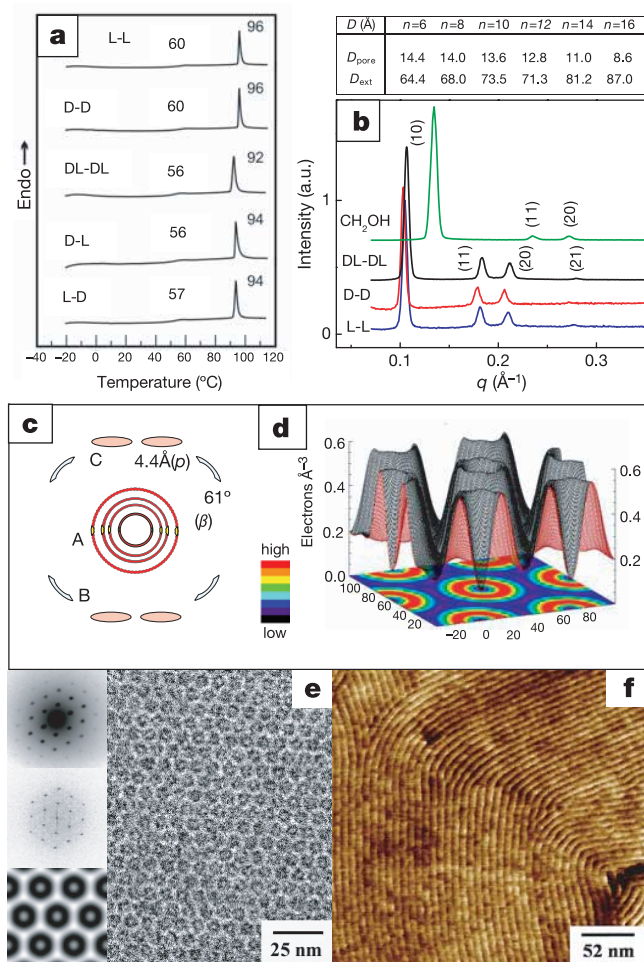 a
L-L 60 96
D-D 60 96
DL-DL 56 92
D-L 56 94
L-D 57 94
Endo →
−40 −20 0 20 40 60 80 100 120
Temperature (°C)
D (Å) n=6 n=8 n=10 n=12 n=14 n=16
Dpore 14.4 14.0 13.6 12.8 11.0 8.6
Dext 64.4 68.0 73.5 71.3 81.2 87.0
b
(10)
CH2OH (11) (20)
DL-DL (11) (20) (21)
D-D
L-L
Intensity (a.u.)
1
0
0.1 0.2 0.3
q (Å−1)
c
C 4.4Å(p)
61º
(β)
A
B
high
low
d
Electrons Å−3
0.6
0.4
0.2
0.0
0.6
0.4
0.2
100 80 60 40 20
−20 0 20 40 60 80
e
25 nm
f
52 nm